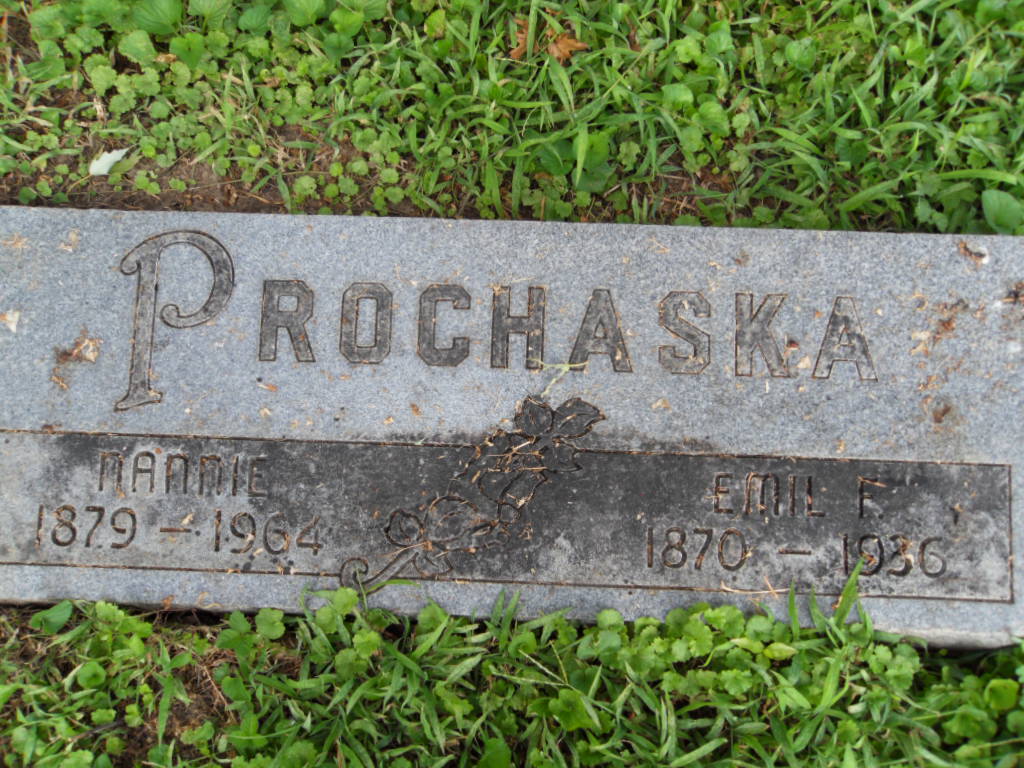 PROCHASKA
NANNIE
1879 – 1964
EMIL F.
1870 – 1936